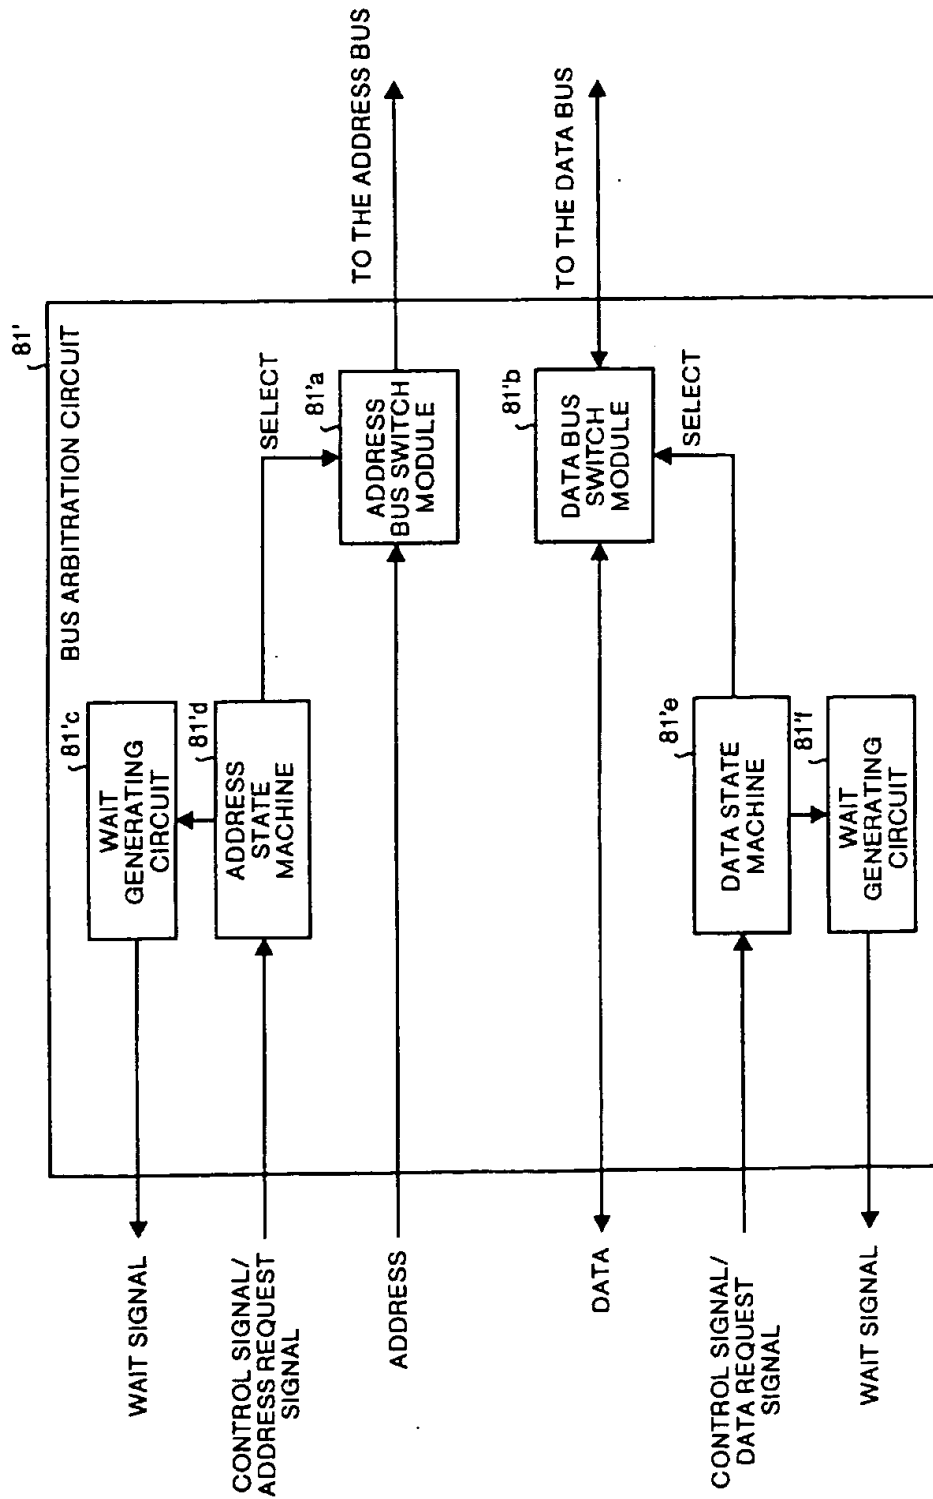 81'
BUS ARBITRATION CIRCUIT
81'c
WAIT
GENERATING
CIRCUIT
WAIT SIGNAL
81'd
ADDRESS
STATE
MACHINE
CONTROL SIGNAL/
ADDRESS REQUEST
SIGNAL
SELECT
81'a
ADDRESS
BUS SWITCH
MODULE
ADDRESS
TO THE ADDRESS BUS
81'b
DATA BUS
SWITCH
MODULE
DATA
TO THE DATA BUS
SELECT
81'e
DATA STATE
MACHINE
CONTROL SIGNAL/
DATA REQUEST
SIGNAL
81'f
WAIT
GENERATING
CIRCUIT
WAIT SIGNAL